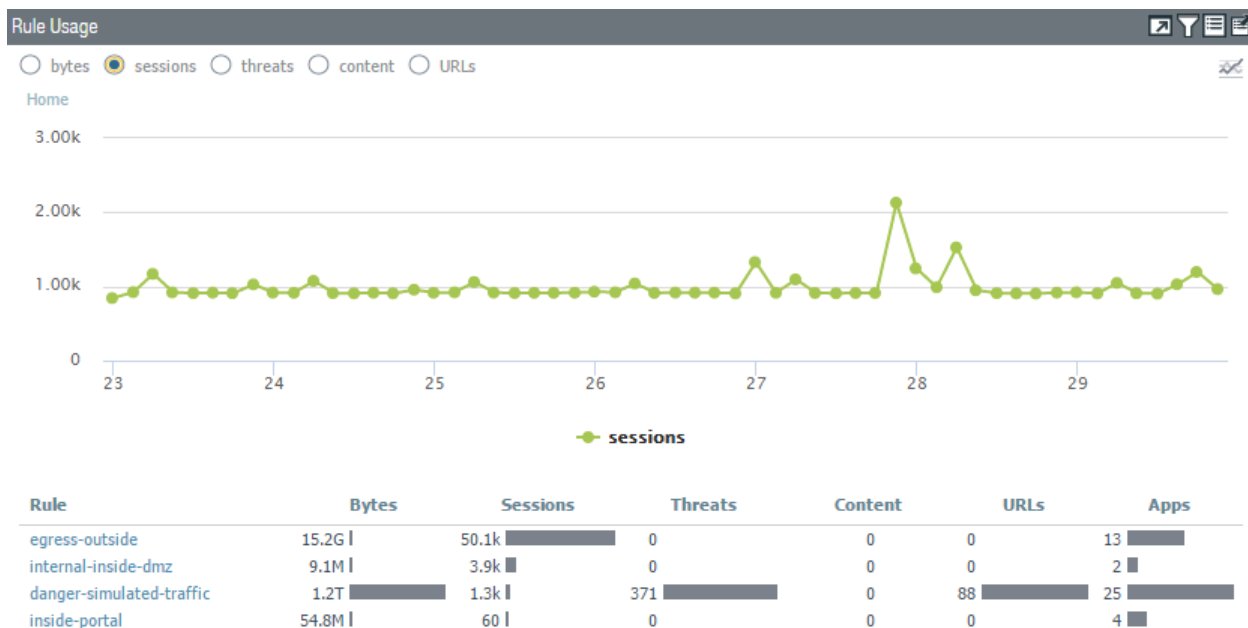 Rule Usage
bytes sessions threats content URLs
Home
3.00k
2.00k
1.00k
0
23 24 25 26 27 28 29
sessions
Rule Bytes Sessions Threats Content URLs Apps
egress-outside 15.2G 50.1k 0 0 0 13
internal-inside-dmz 9.1M 3.9k 0 0 0 2
danger-simulated-traffic 1.2T 1.3k 371 0 88 25
inside-portal 54.8M 60 0 0 0 4